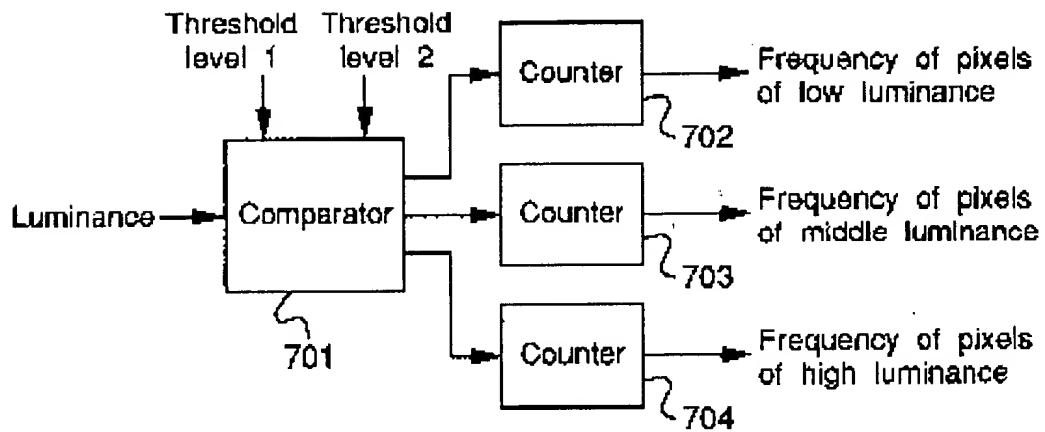 Threshold level 1
Threshold level 2
Counter
Frequency of pixels
of low luminance
702
Luminance
Comparator
Counter
Frequency of pixels
of middle luminance
703
701
Counter
Frequency of pixels
of high luminance
704